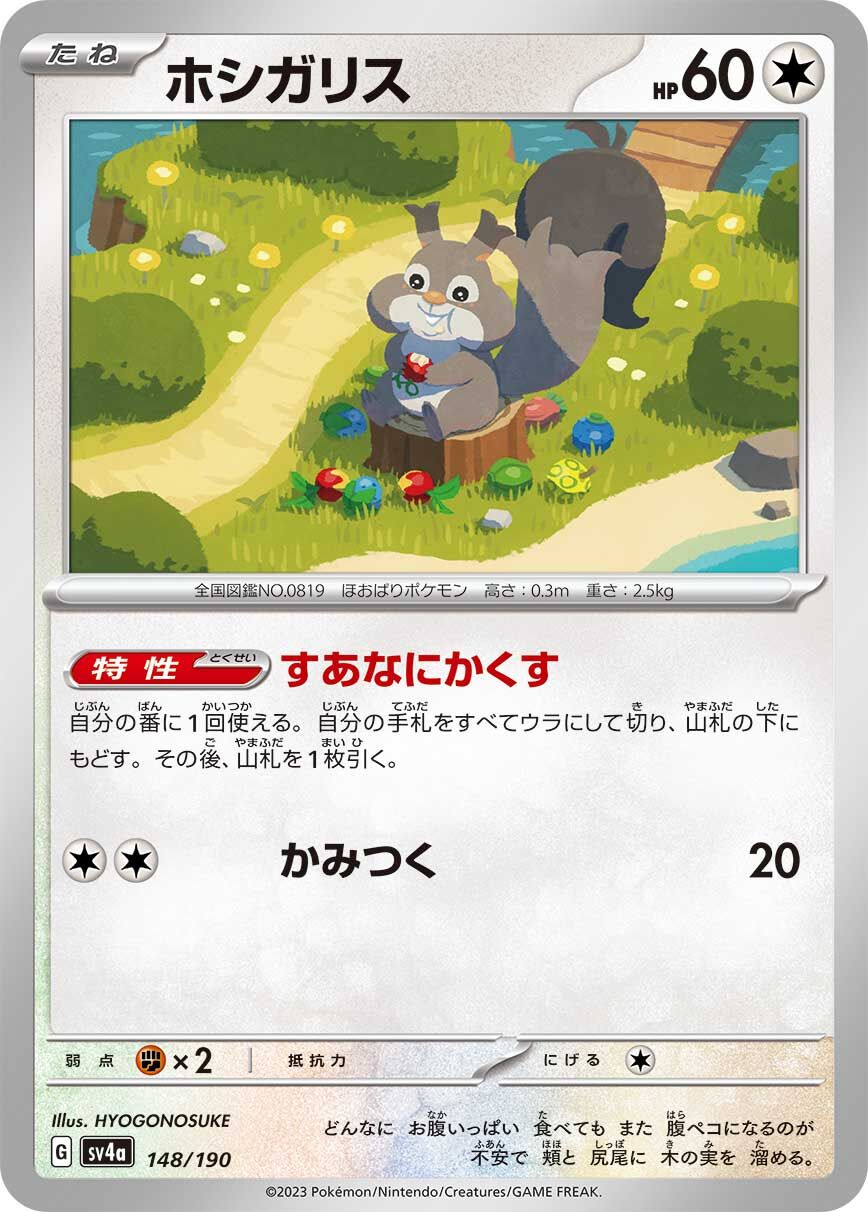 たね
ホシガリス
HP60
全国図鑑NO.0819 ほおばりポケモン 高さ:0.3m 重さ:2.5kg
特性 とくせい すあなにかくす
自分の番に1回使える。自分の手札をすべてウラにして切り、山札の下に
もどす。その後、山札を1枚引く。
かみつく 20
弱点 ×2 抵抗力 にげる
Illus. HYOGONOSUKE
どんなに お腹いっぱい 食べても また 腹ペコになるのが
不安で 頬と 尻尾に 木の実を 溜める。
G sv4a 148/190
©2023 Pokémon/Nintendo/Creatures/GAME FREAK.